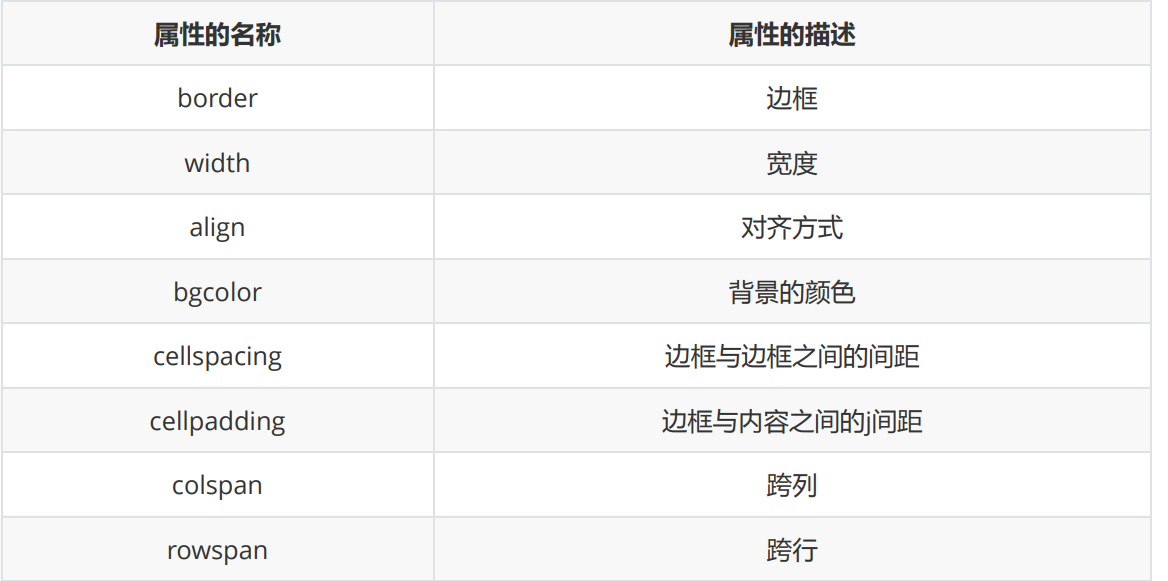 属性的名称 属性的描述
border 边框
width 宽度
align 对齐方式
bgcolor 背景的颜色
cellspacing 边框与边框之间的间距
cellpadding 边框与内容之间的j间距
colspan 跨列
rowspan 跨行